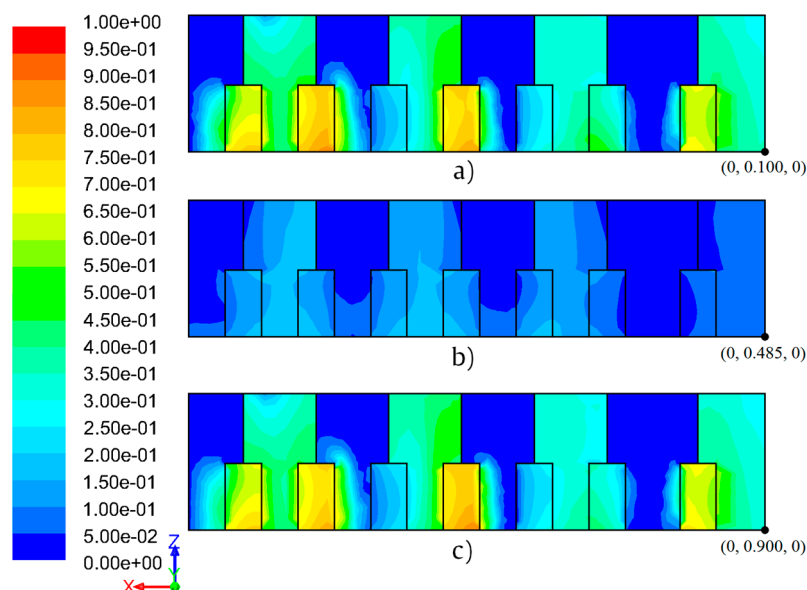 1.00e+00
9.50e-01
9.00e-01
8.50e-01
8.00e-01
7.50e-01
7.00e-01
6.50e-01
6.00e-01
5.50e-01
5.00e-01
4.50e-01
4.00e-01
3.50e-01
3.00e-01
2.50e-01
2.00e-01
1.50e-01
1.00e-01
5.00e-02
0.00e+00
Z
Y
X
a)
(0, 0.100, 0)
b)
(0, 0.485, 0)
c)
(0, 0.900, 0)